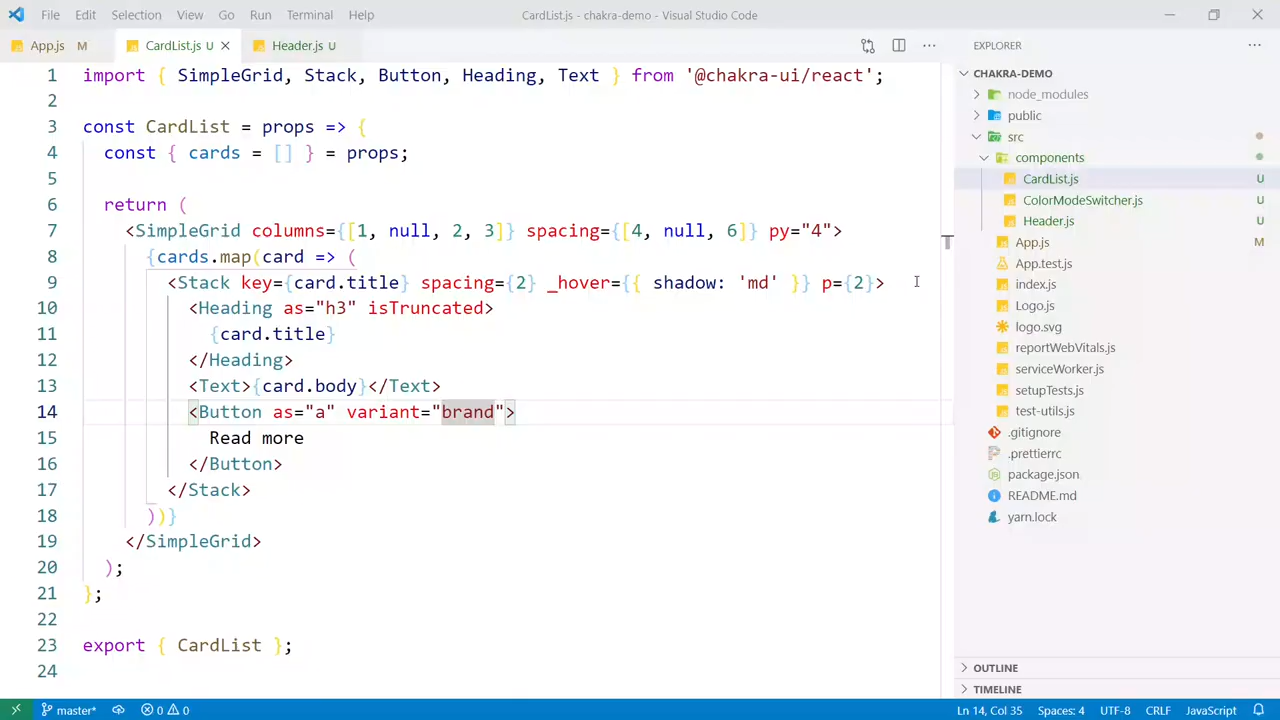 File Edit Selection View Go Run Terminal Help CardList.js - chakra-demo - Visual Studio Code
App.js M CardList.js U Header.js U
1 import { SimpleGrid, Stack, Button, Heading, Text } from '@chakra-ui/react';
2
3 const CardList = props => {
4 const { cards = [] } = props;
5
6 return (
7 <SimpleGrid columns={[1, null, 2, 3]} spacing={[4, null, 6]} py="4">
8 {cards.map(card => (
9 <Stack key={card.title} spacing={2} _hover={{ shadow: 'md' }} p={2}>
10 <Heading as="h3" isTruncated>
11 {card.title}
12 </Heading>
13 <Text>{card.body}</Text>
14 <Button as="a" variant="brand">
15 Read more
16 </Button>
17 </Stack>
18 ))}
19 </SimpleGrid>
20 );
21 };
22
23 export { CardList };
24
EXPLORER
CHAKRA-DEMO
node_modules
public
src
components
CardList.js U
ColorModeSwitcher.js U
Header.js U
App.js M
App.test.js
index.js
Logo.js
logo.svg
reportWebVitals.js
serviceWorker.js
setupTests.js
test-utils.js
.gitignore
.prettierrc
package.json
README.md
yarn.lock
OUTLINE
TIMELINE
master* 0 0 Ln 14, Col 35 Spaces: 4 UTF-8 CRLF JavaScript